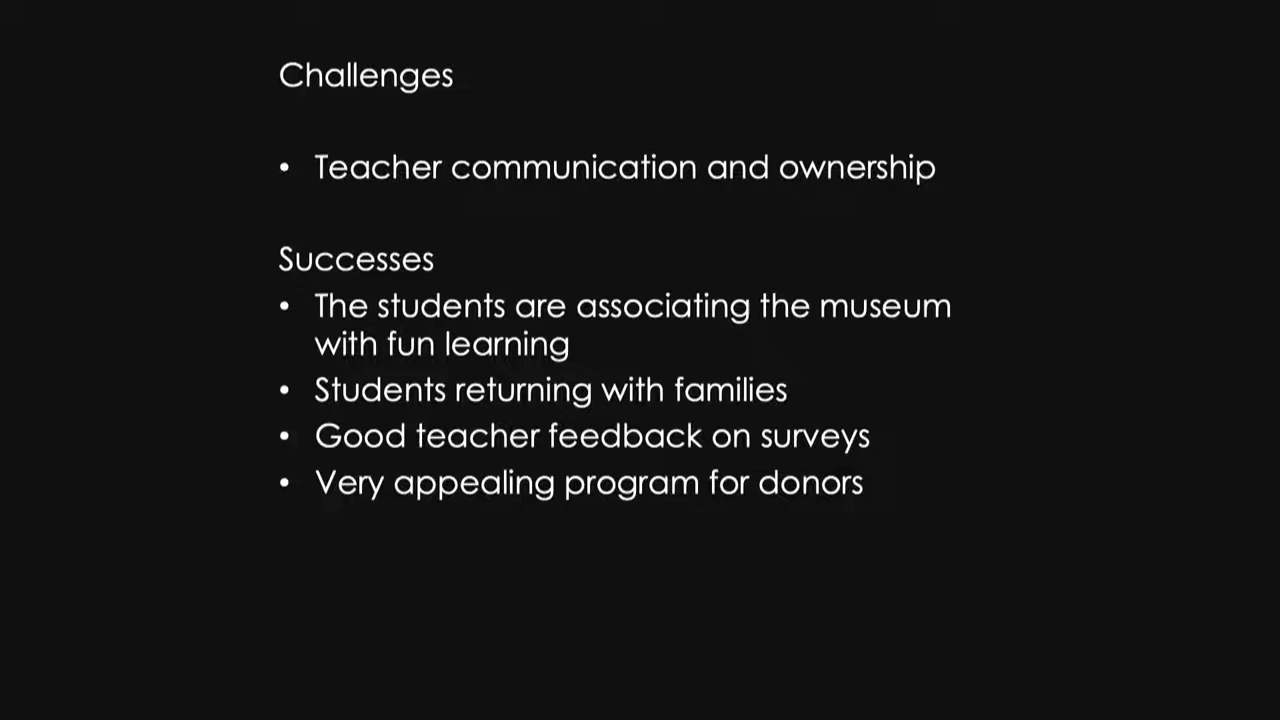 Challenges
• Teacher communication and ownership
Successes
• The students are associating the museum
with fun learning
• Students returning with families
• Good teacher feedback on surveys
• Very appealing program for donors